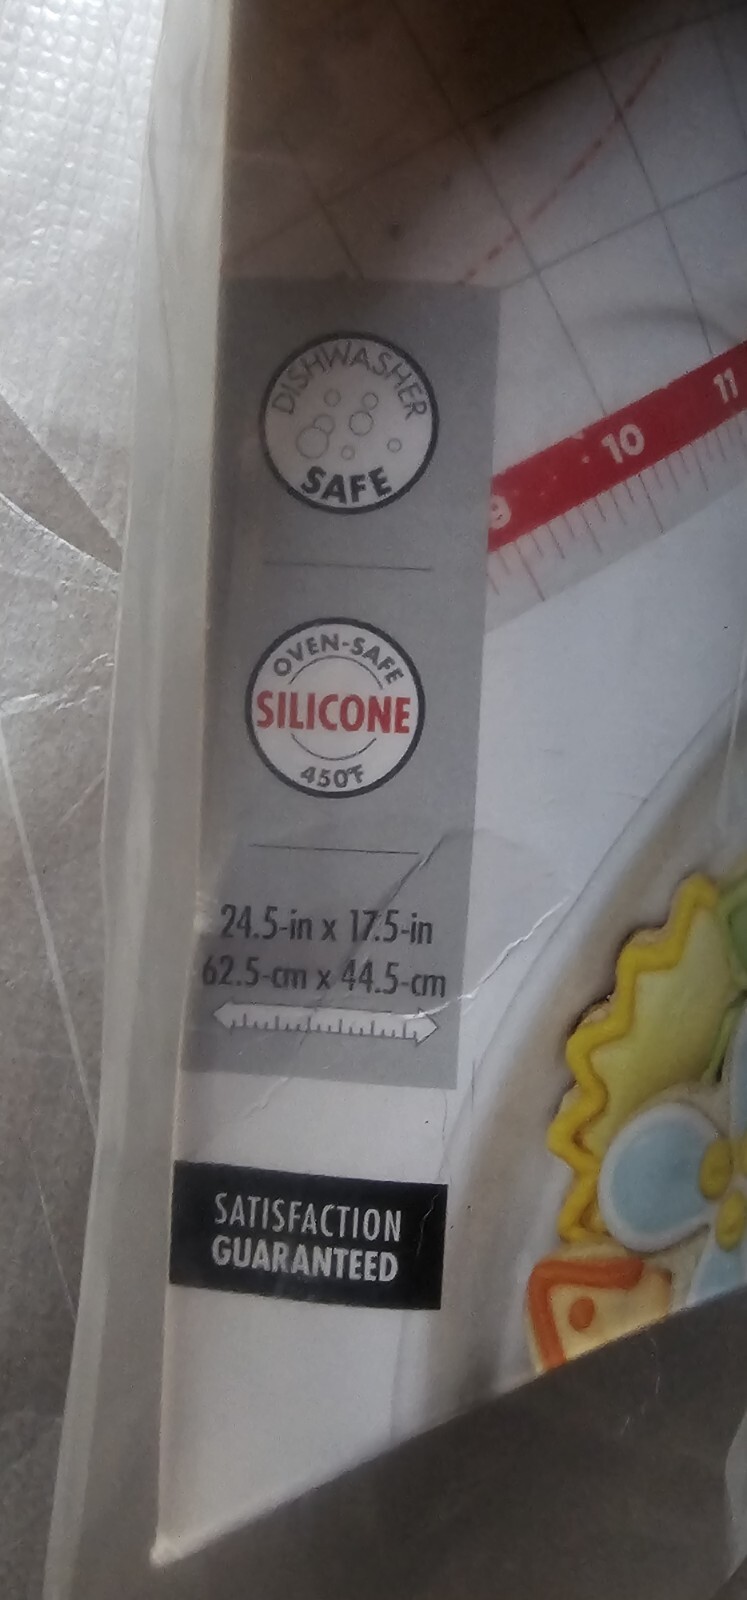 DISHWASHER
SAFE
9
10
11
OVEN-SAFE
SILICONE
450°F
24.5-in x 17.5-in
62.5-cm x 44.5-cm
SATISFACTION
GUARANTEED